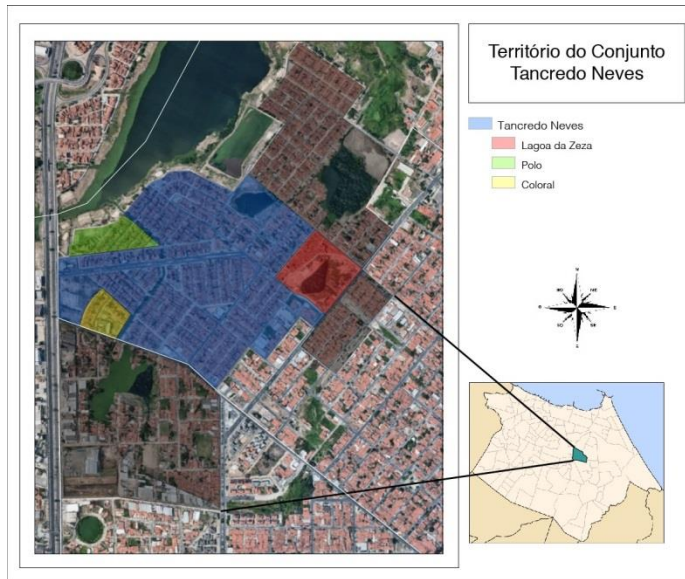 Território do Conjunto
Tancredo Neves
Tancredo Neves
Lagoa da Zeza
Polo
Coloral